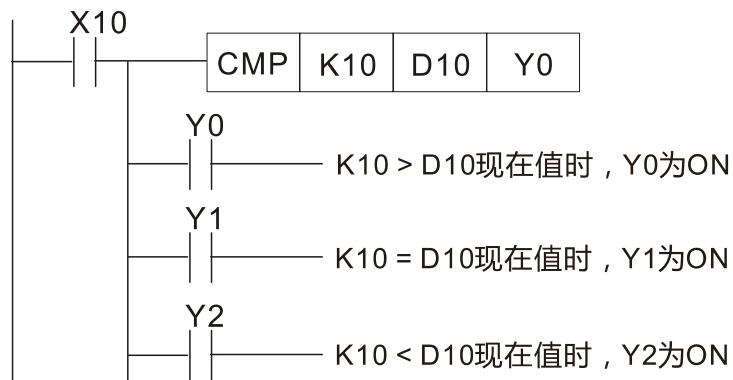 X10
CMP K10 D10 Y0
Y0
K10 > D10现在值时，Y0为ON
Y1
K10 = D10现在值时，Y1为ON
Y2
K10 < D10现在值时，Y2为ON